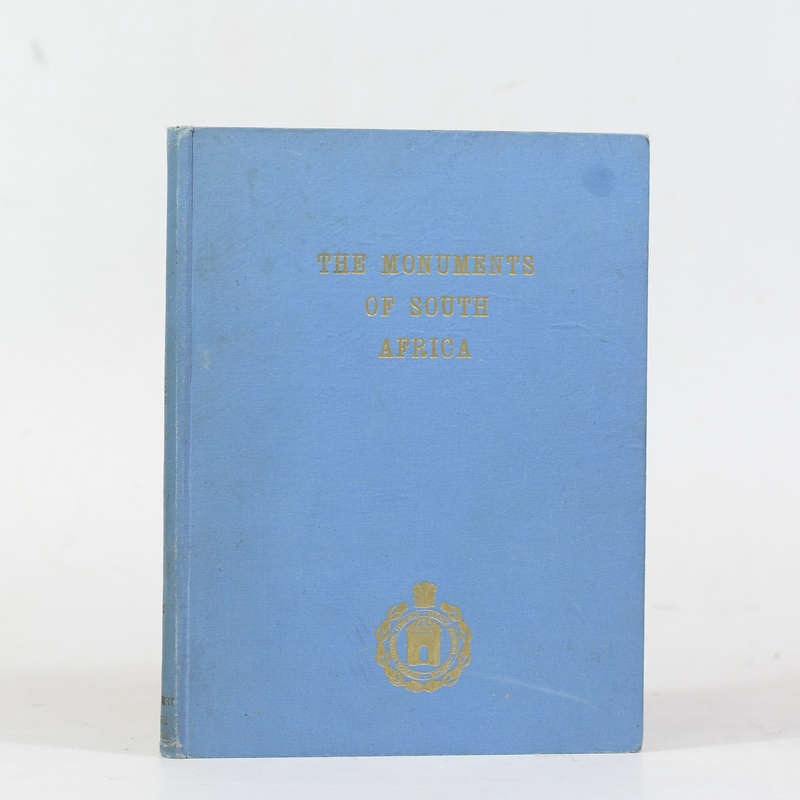 THE MONUMENTS
OF SOUTH
AFRICA